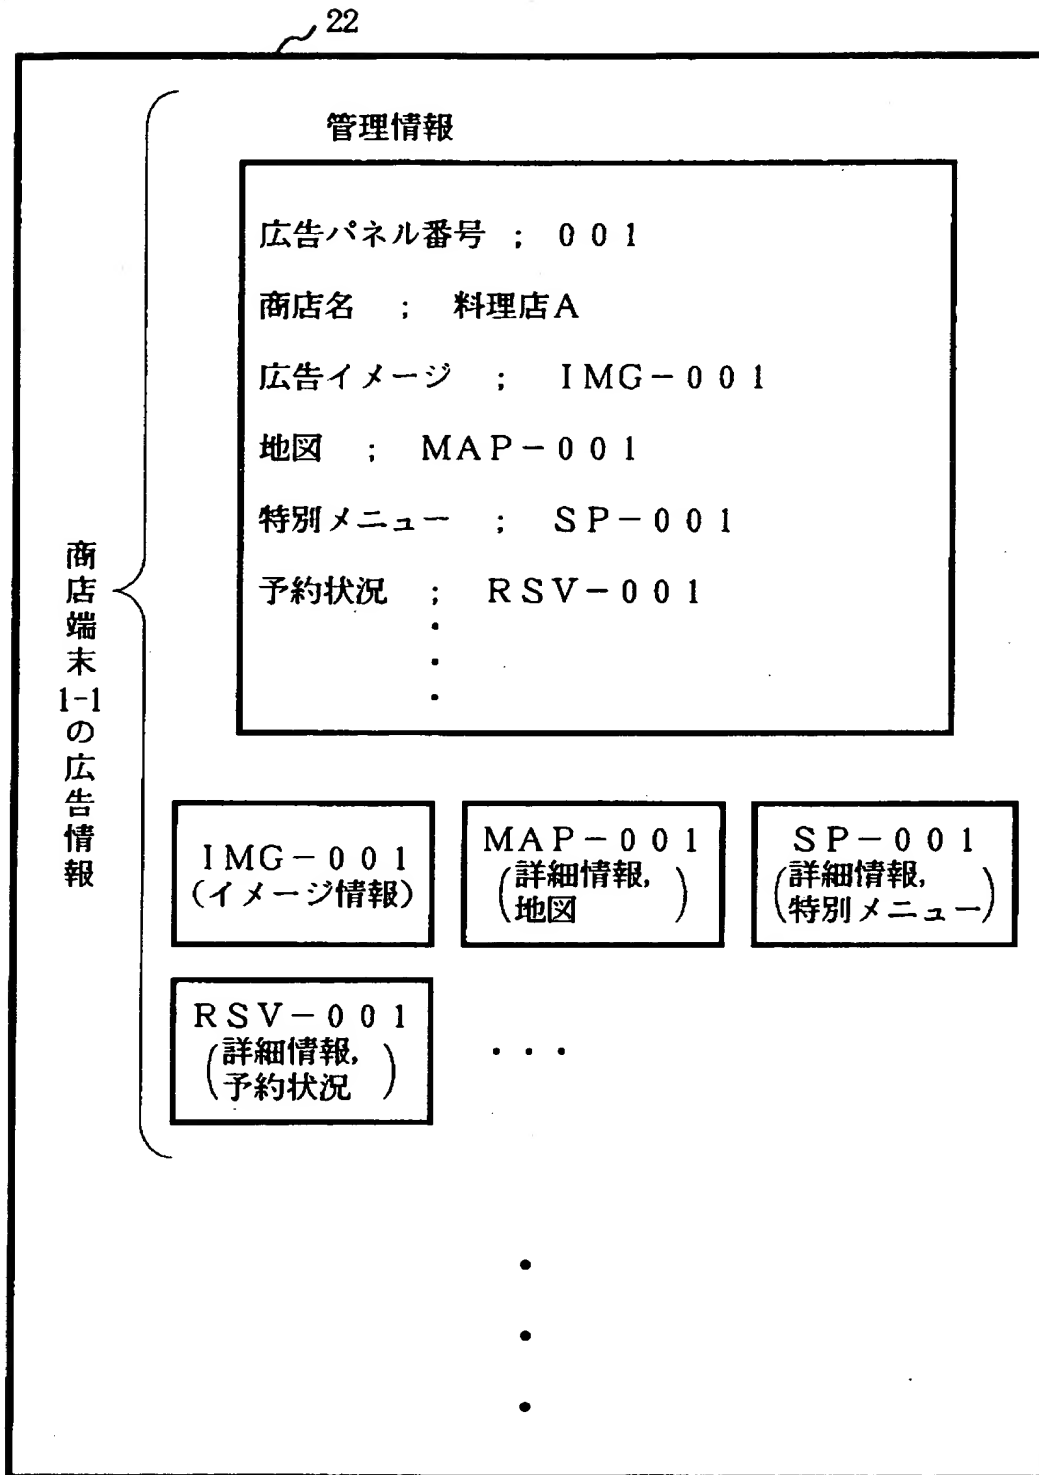 22
管理情報
広告パネル番号 ; 001
商店名 ; 料理店A
広告イメージ ; IMG-001
地図 ; MAP-001
特別メニュー ; SP-001
予約状況 ; RSV-001
商店端末1-1の広告情報
IMG-001
(イメージ情報)
MAP-001
(詳細情報,
地図)
SP-001
(詳細情報,
特別メニュー)
RSV-001
(詳細情報,
予約状況)